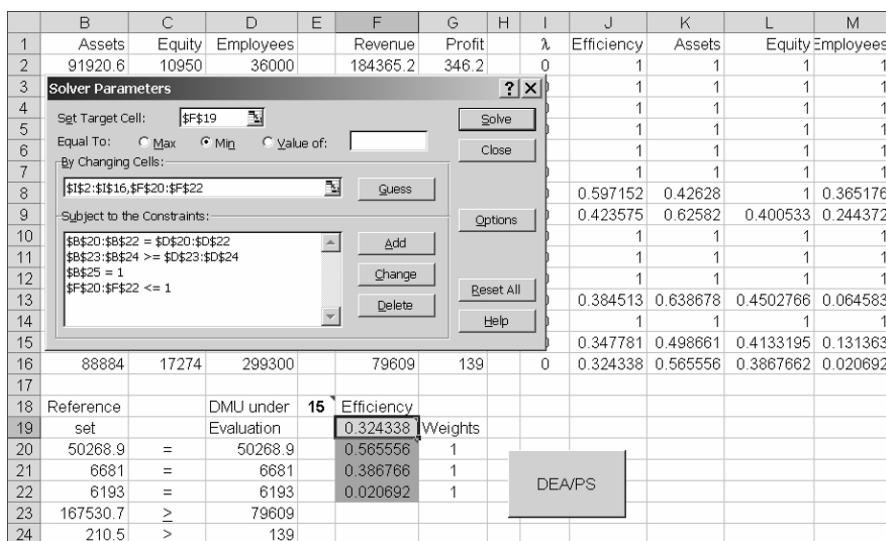 B C D E F G H I J K L M
1 Assets Equity Employees Revenue Profit λ Efficiency Assets Equity Employees
2 91920.6 10950 36000 184365.2 346.2 0 1 1 1 1
3 Solver Parameters ? X 1 1 1 1
4 Set Target Cell: $F$19 Solve 1 1 1 1
5 1 1 1 1
6 Equal To: Max Min Value of: Close 1 1 1 1
7 By Changing Cells: 1 1 1 1
8 $I$2:$I$16,$F$20:$F$22 Guess 0.597152 0.42628 1 0.365176
9 Subject to the Constraints: Options 0.423575 0.62582 0.400533 0.244372
10 $B$20:$B$22 = $D$20:$D$22 Add 1 1 1 1
11 $B$23:$B$24 >= $D$23:$D$24 1 1 1 1
12 $B$25 = 1 Change 1 1 1 1
13 $F$20:$F$22 <= 1 Reset All 0.384513 0.638678 0.4502766 0.064583
14 Delete Help 1 1 1 1
15 0.347781 0.498661 0.4133195 0.131363
16 88884 17274 299300 79609 139 0 0.324338 0.565556 0.3867662 0.020692
17
18 Reference DMU under 15 Efficiency
19 set Evaluation 0.324338 Weights
20 50268.9 = 50268.9 0.565556 1
21 6681 = 6681 0.386766 1 DEA/PS
22 6193 = 6193 0.020692 1
23 167530.7 ≥ 79609
24 210.5 > 139